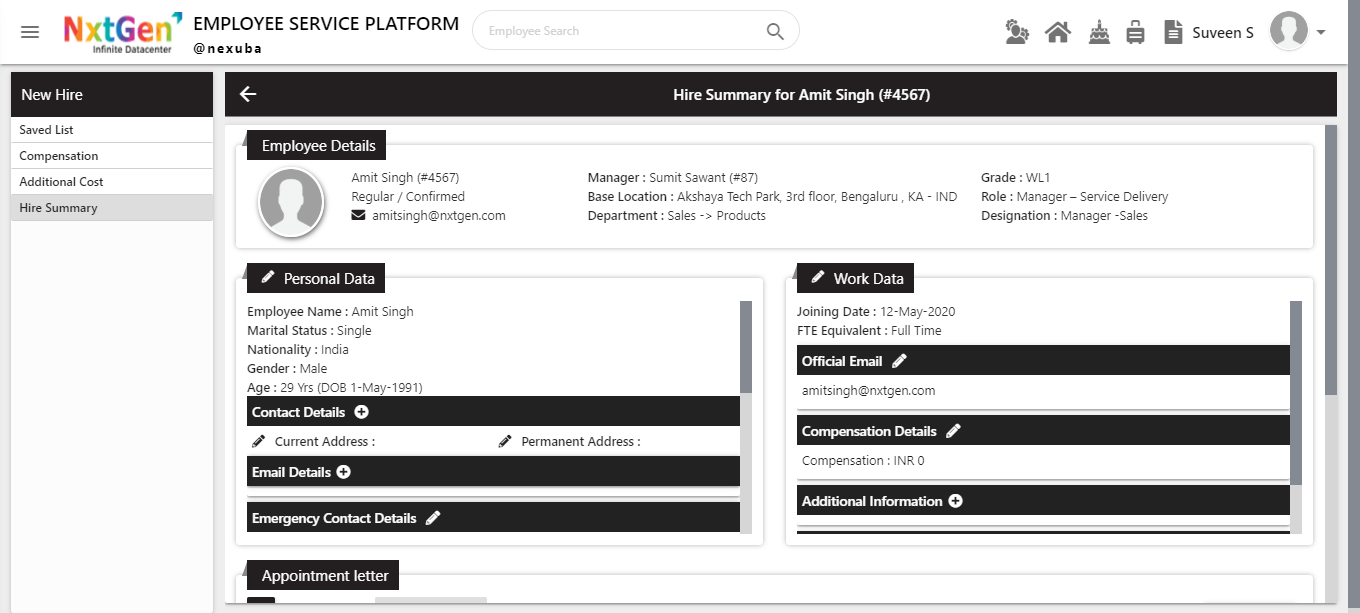 NxtGen
Infinite Datacenter
EMPLOYEE SERVICE PLATFORM
@nexuba
Employee Search
Suveen S
New Hire
Saved List
Compensation
Additional Cost
Hire Summary
Hire Summary for Amit Singh (#4567)
Employee Details
Amit Singh (#4567)
Regular / Confirmed
amitsingh@nxtgen.com
Manager : Sumit Sawant (#87)
Base Location : Akshaya Tech Park, 3rd floor, Bengaluru , KA - IND
Department : Sales -> Products
Grade : WL1
Role : Manager – Service Delivery
Designation : Manager -Sales
Personal Data
Employee Name : Amit Singh
Marital Status : Single
Nationality : India
Gender : Male
Age : 29 Yrs (DOB 1-May-1991)
Contact Details
Current Address : Permanent Address :
Email Details
Emergency Contact Details
Work Data
Joining Date : 12-May-2020
FTE Equivalent : Full Time
Official Email
amitsingh@nxtgen.com
Compensation Details
Compensation : INR 0
Additional Information
Appointment letter